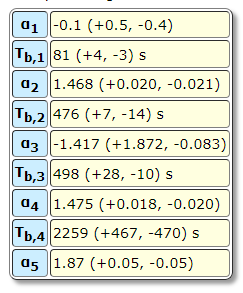 α1 -0.1 (+0.5, -0.4)
Tb,1 81 (+4, -3) s
α2 1.468 (+0.020, -0.021)
Tb,2 476 (+7, -14) s
α3 -1.417 (+1.872, -0.083)
Tb,3 498 (+28, -10) s
α4 1.475 (+0.018, -0.020)
Tb,4 2259 (+467, -470) s
α5 1.87 (+0.05, -0.05)